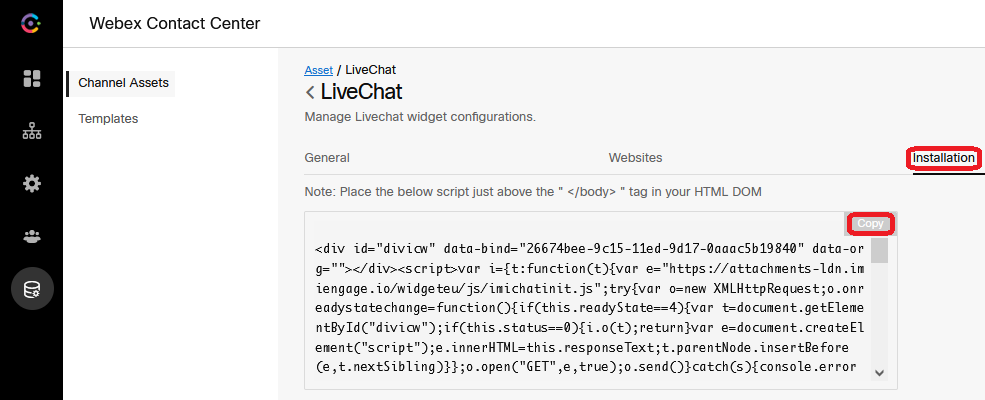 Webex Contact Center
Channel Assets
Templates
Asset / LiveChat
LiveChat
Manage Livechat widget configurations.
General
Websites
Installation
Note: Place the below script just above the " </body> " tag in your HTML DOM
Copy
<div id="divicw" data-bind="26674bee-9c15-11ed-9d17-0aaac5b19840" data-or
g=""></div><script>var i={t:function(t){var e="https://attachments-ldn.im
iengage.io/widgeteu/js/imichatinit.js";try{var o=new XMLHttpRequest;o.onr
eadystatechange=function(){if(this.readyState==4){var t=document.getEleme
ntById("divicw");if(this.status==0){i.o(t);return}var e=document.createEl
ement("script");e.innerHTML=this.responseText;t.parentNode.insertBefore
(e,t.nextSibling)}};o.open("GET",e,true);o.send()}catch(s){console.error